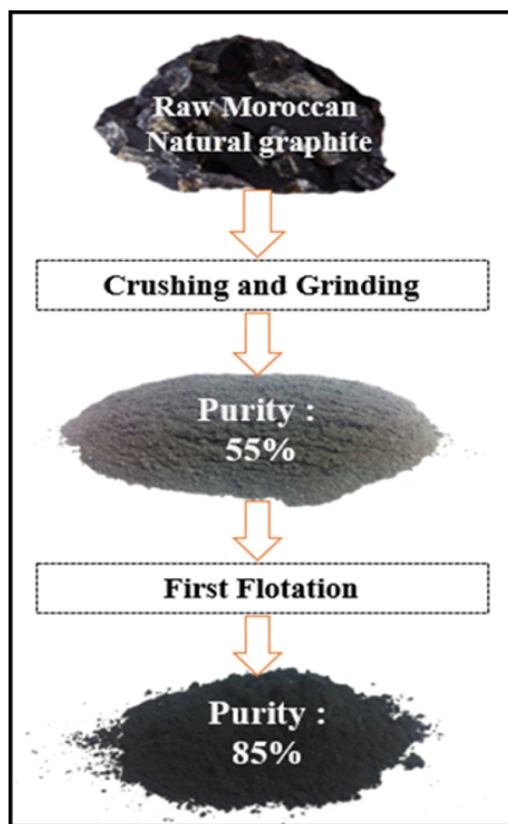 Raw Moroccan
Natural graphite
Crushing and Grinding
Purity :
55%
First Flotation
Purity :
85%